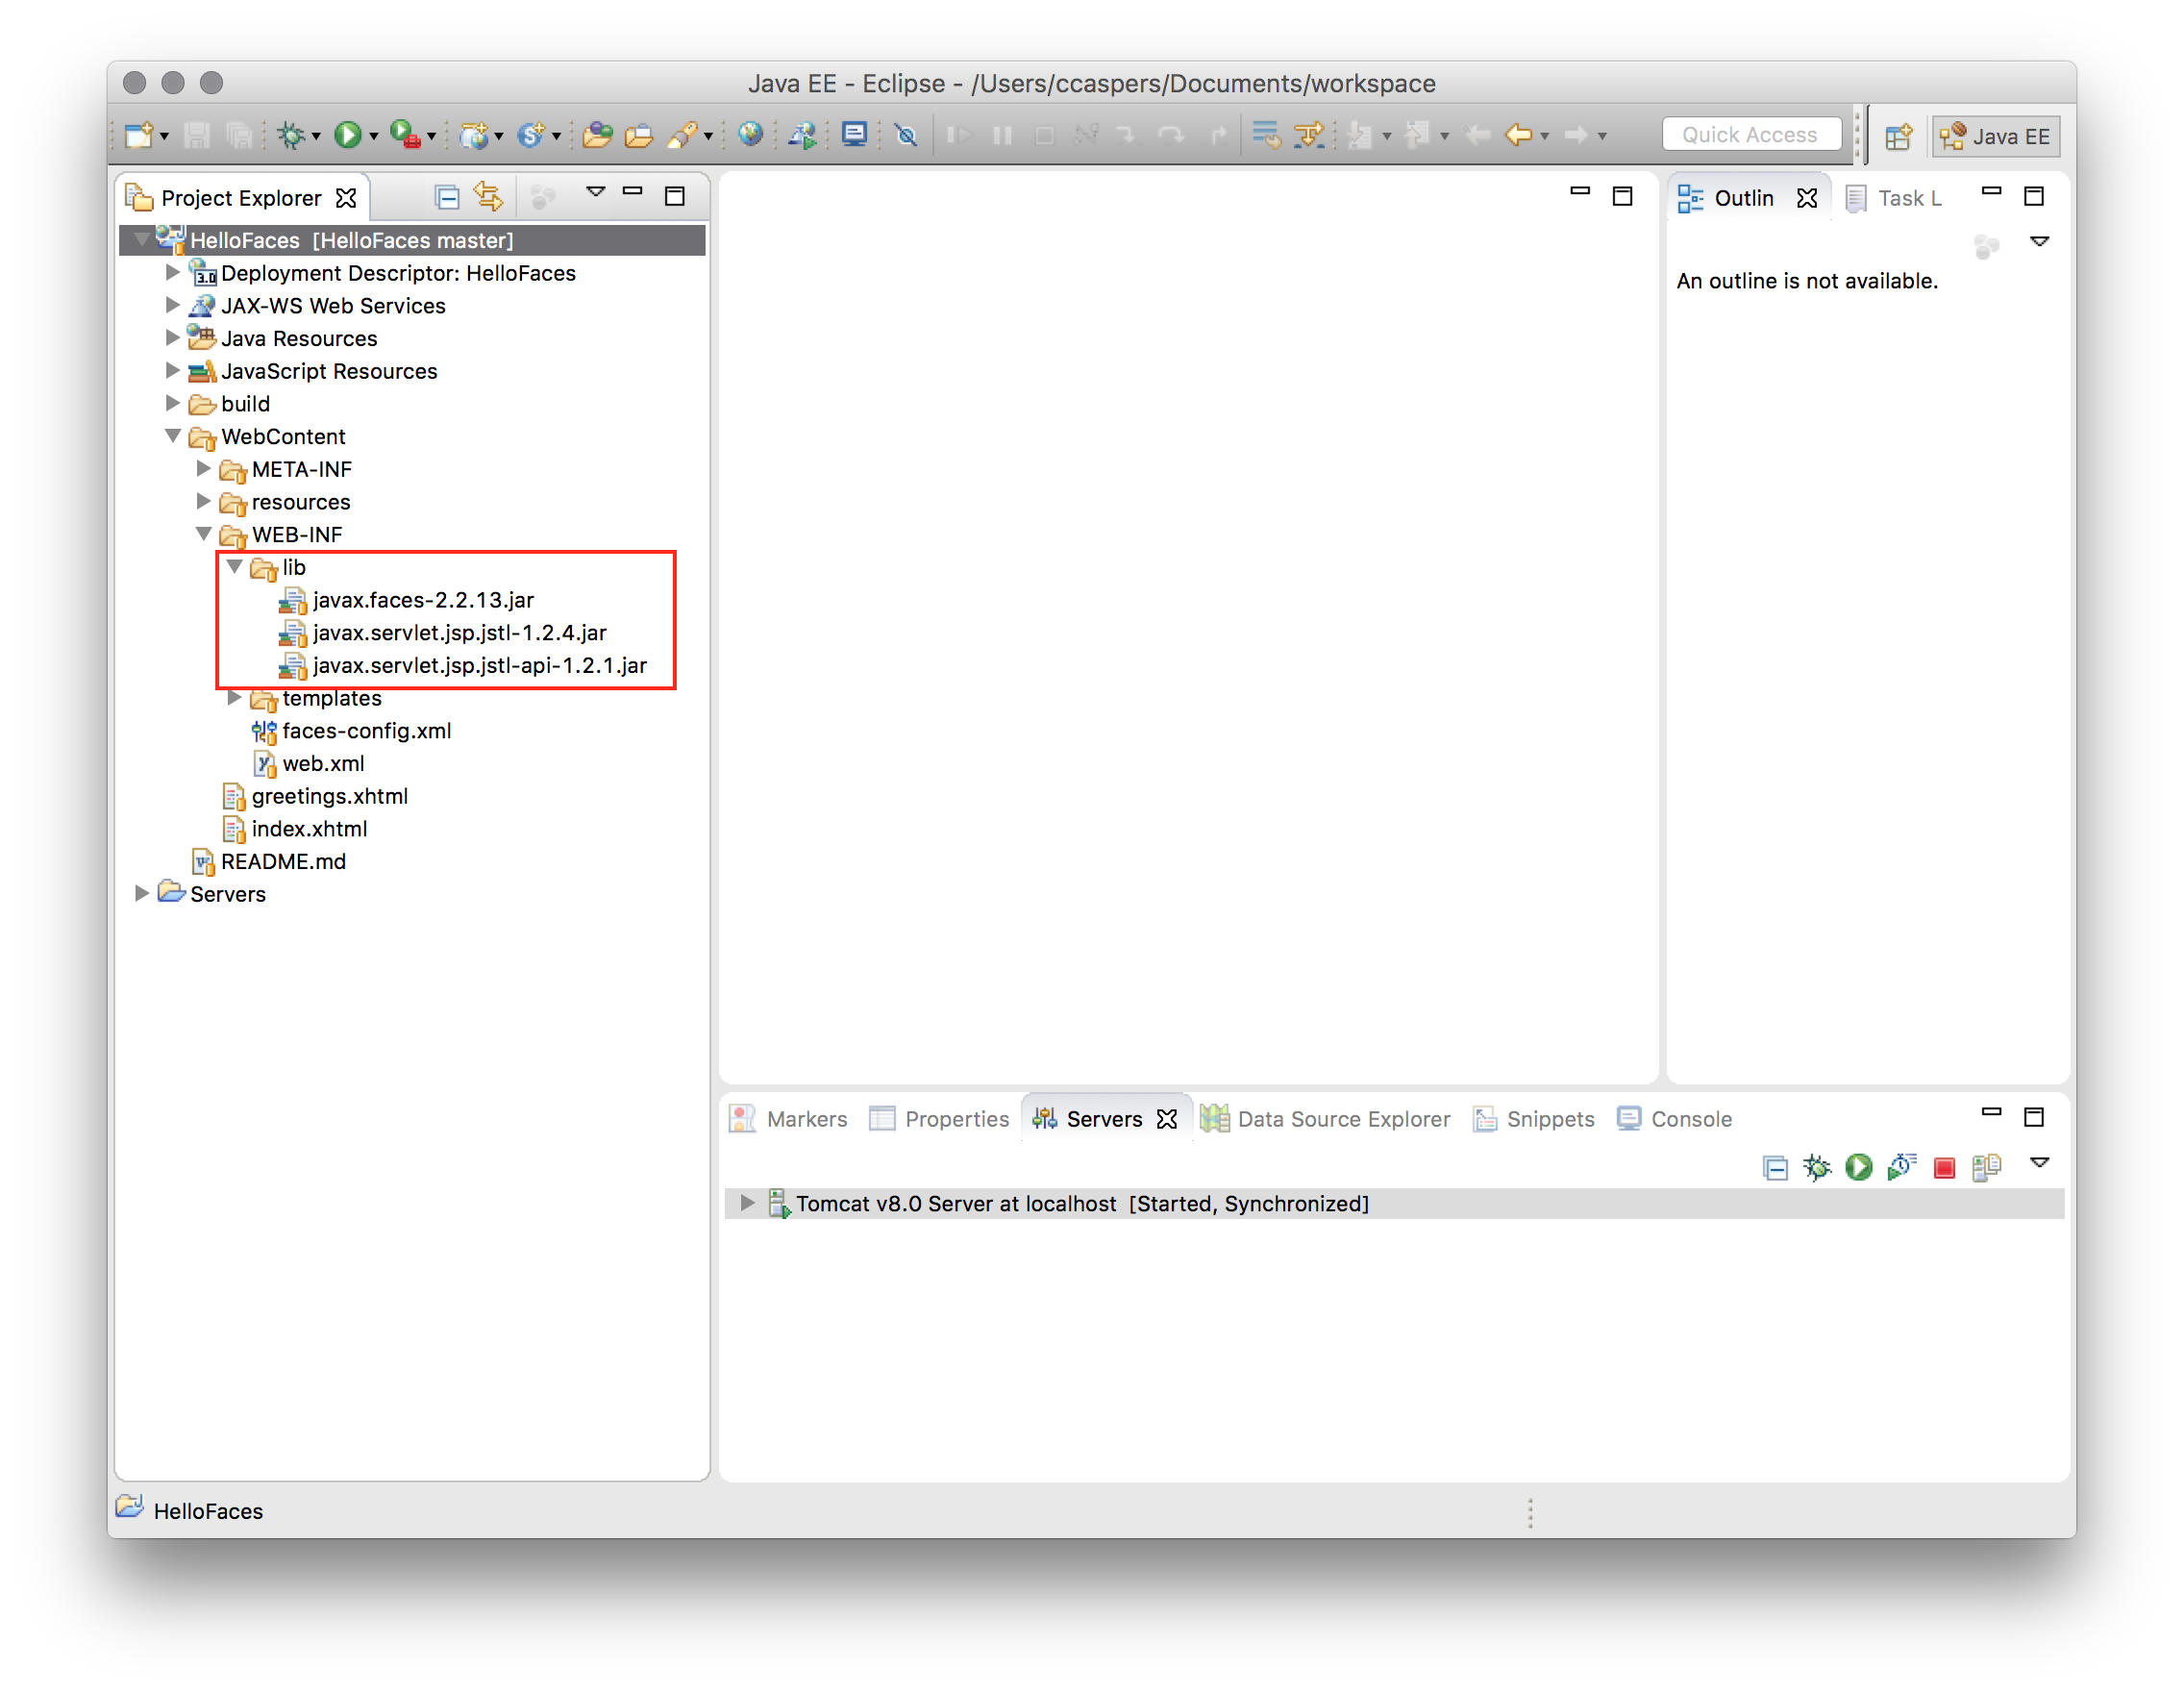 Java EE - Eclipse - /Users/ccaspers/Documents/workspace
Quick Access
Java EE
Project Explorer
HelloFaces [HelloFaces master]
3.0
Deployment Descriptor: HelloFaces
JAX-WS Web Services
Java Resources
JavaScript Resources
build
WebContent
META-INF
resources
WEB-INF
lib
javax.faces-2.2.13.jar
javax.servlet.jsp.jstl-1.2.4.jar
javax.servlet.jsp.jstl-api-1.2.1.jar
templates
faces-config.xml
web.xml
greetings.xhtml
index.xhtml
README.md
Servers
Outlin
Task L
An outline is not available.
Markers
Properties
Servers
Data Source Explorer
Snippets
Console
Tomcat v8.0 Server at localhost [Started, Synchronized]
HelloFaces